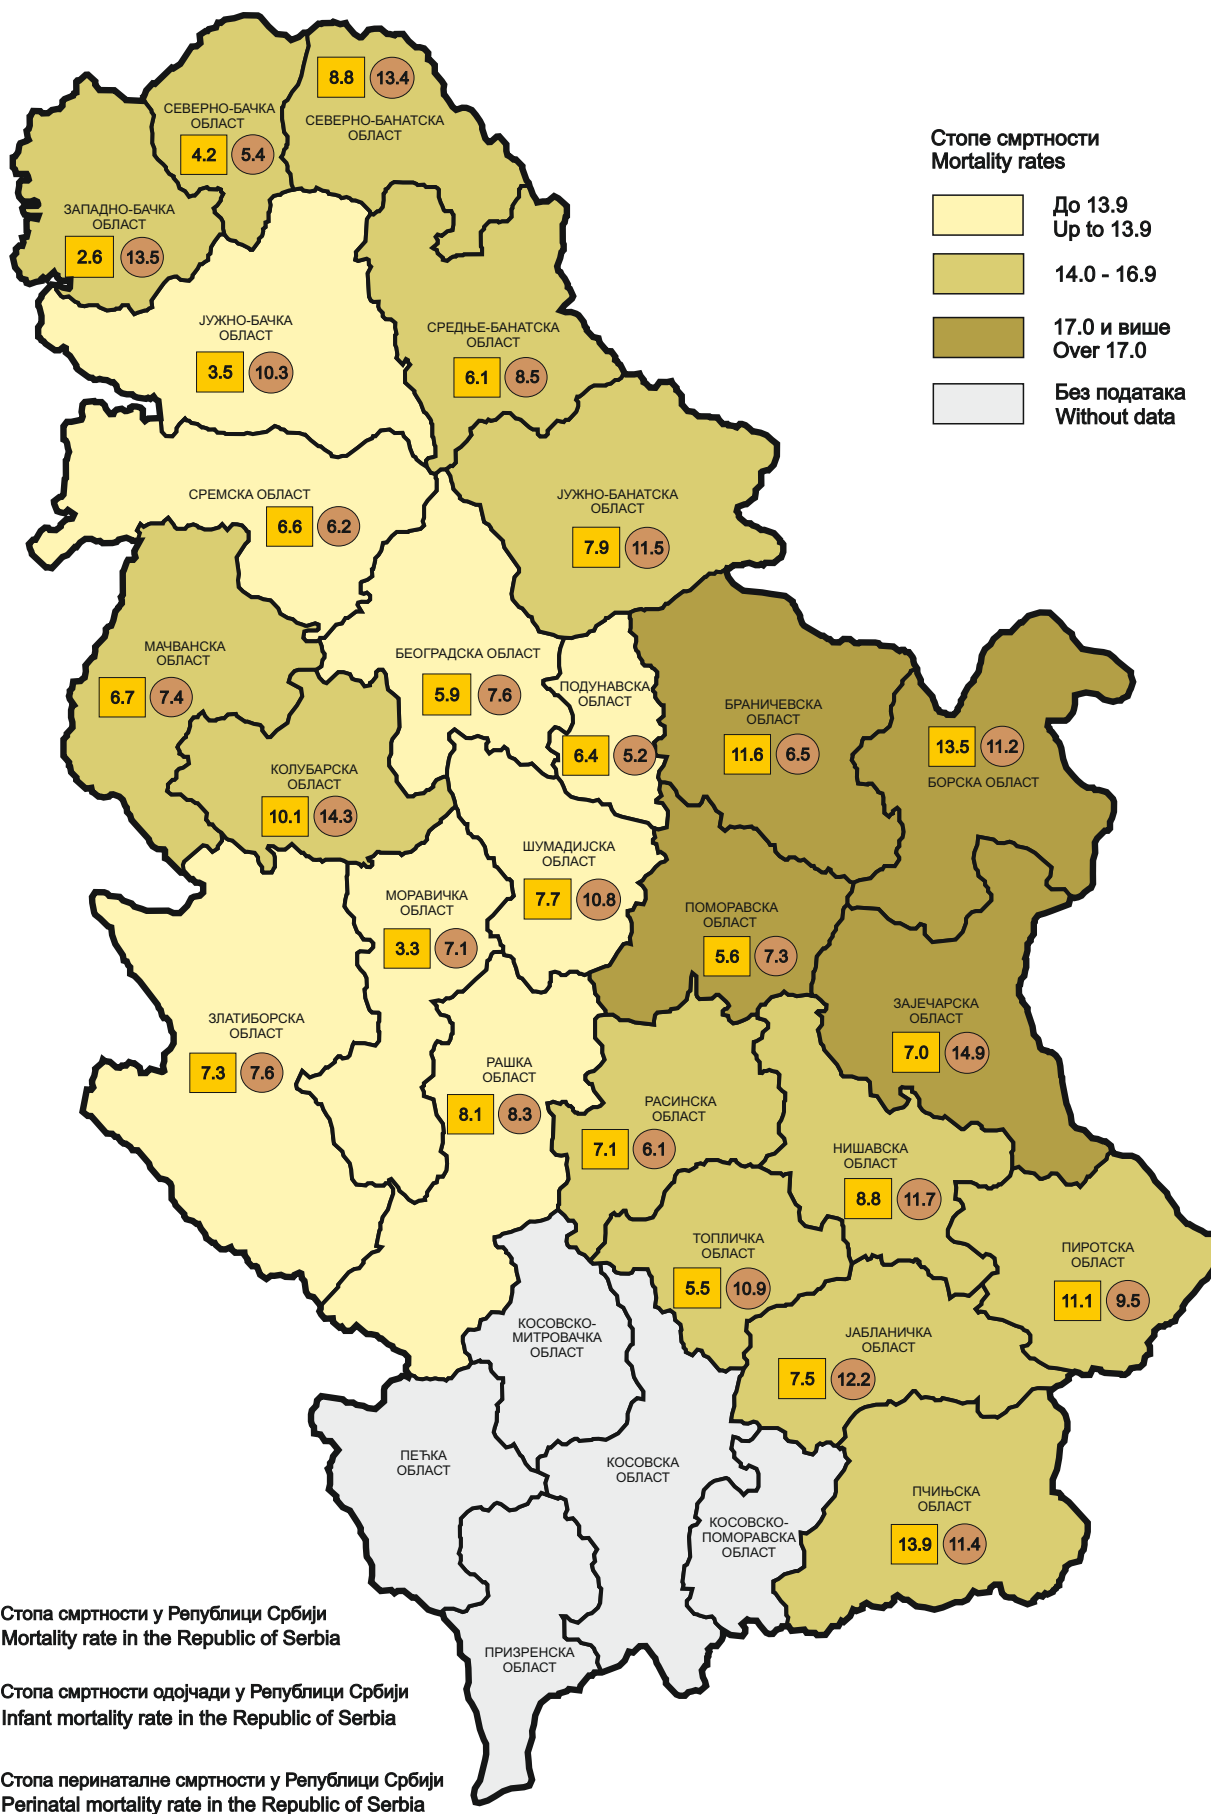 8.8 13.4
СЕВЕРНО-БАЧКА
ОБЛАСТ
4.2 5.4
СЕВЕРНО-БАНАТСКА
ОБЛАСТ
Стопе смртности
Mortality rates
До 13.9
Up to 13.9
14.0 - 16.9
17.0 и више
Over 17.0
Без података
Without data
ЗАПАДНО-БАЧКА
ОБЛАСТ
2.6 13.5
ЈУЖНО-БАЧКА
ОБЛАСТ
3.5 10.3
СРЕДЊЕ-БАНАТСКА
ОБЛАСТ
6.1 8.5
СРЕМСКА ОБЛАСТ
6.6 6.2
ЈУЖНО-БАНАТСКА
ОБЛАСТ
7.9 11.5
МАЧВАНСКА
ОБЛАСТ
6.7 7.4
БЕОГРАДСКА ОБЛАСТ
5.9 7.6
ПОДУНАВСКА
ОБЛАСТ
6.4 5.2
БРАНИЧЕВСКА
ОБЛАСТ
11.6 6.5
13.5 11.2
БОРСКА ОБЛАСТ
КОЛУБАРСКА
ОБЛАСТ
10.1 14.3
ШУМАДИЈСКА
ОБЛАСТ
7.7 10.8
МОРАВИЧКА
ОБЛАСТ
3.3 7.1
ПОМОРАВСКА
ОБЛАСТ
5.6 7.3
ЗАЈЕЧАРСКА
ОБЛАСТ
7.0 14.9
ЗЛАТИБОРСКА
ОБЛАСТ
7.3 7.6
РАШКА
ОБЛАСТ
8.1 8.3
РАСИНСКА
ОБЛАСТ
7.1 6.1
НИШАВСКА
ОБЛАСТ
8.8 11.7
ТОПЛИЧКА
ОБЛАСТ
5.5 10.9
ПИРОТСКА
ОБЛАСТ
11.1 9.5
КОСОВСКО-
МИТРОВАЧКА
ОБЛАСТ
ЈАБЛАНИЧКА
ОБЛАСТ
7.5 12.2
ПЕЋКА
ОБЛАСТ
КОСОВСКА
ОБЛАСТ
ПЧИЊСКА
ОБЛАСТ
13.9 11.4
КОСОВСКО-
ПОМОРАВСКА
ОБЛАСТ
ПРИЗРЕНСКА
ОБЛАСТ
Стопа смртности у Републици Србији
Mortality rate in the Republic of Serbia
Стопа смртности одојчади у Републици Србији
Infant mortality rate in the Republic of Serbia
Стопа перинаталне смртности у Републици Србији
Perinatal mortality rate in the Republic of Serbia